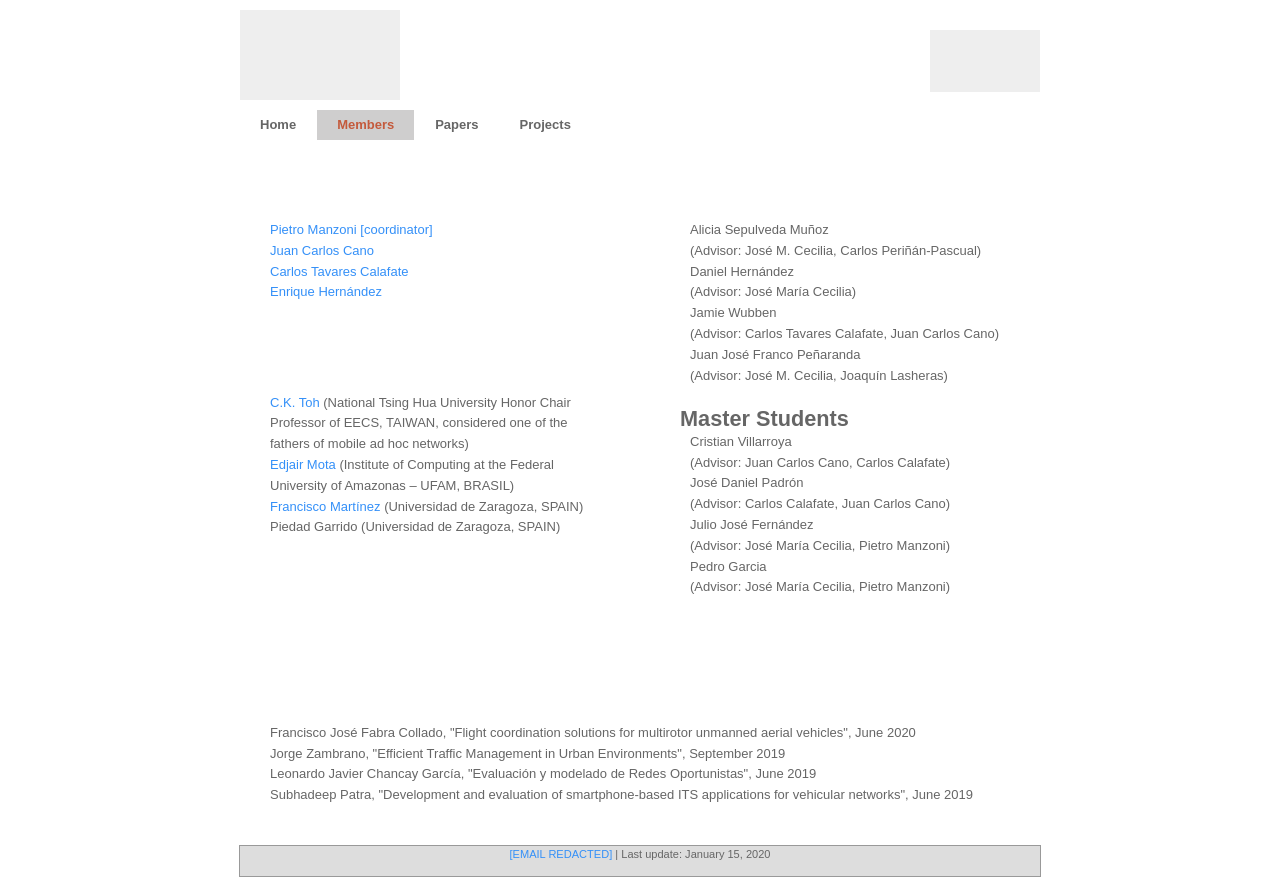 Home
Members
Papers
Projects
Pietro Manzoni [coordinator]
Juan Carlos Cano
Carlos Tavares Calafate
Enrique Hernández
C.K. Toh (National Tsing Hua University Honor Chair
Professor of EECS, TAIWAN, considered one of the
fathers of mobile ad hoc networks)
Edjair Mota (Institute of Computing at the Federal
University of Amazonas – UFAM, BRASIL)
Francisco Martínez (Universidad de Zaragoza, SPAIN)
Piedad Garrido (Universidad de Zaragoza, SPAIN)
Alicia Sepulveda Muñoz
(Advisor: José M. Cecilia, Carlos Periñán-Pascual)
Daniel Hernández
(Advisor: José María Cecilia)
Jamie Wubben
(Advisor: Carlos Tavares Calafate, Juan Carlos Cano)
Juan José Franco Peñaranda
(Advisor: José M. Cecilia, Joaquín Lasheras)
Master Students
Cristian Villarroya
(Advisor: Juan Carlos Cano, Carlos Calafate)
José Daniel Padrón
(Advisor: Carlos Calafate, Juan Carlos Cano)
Julio José Fernández
(Advisor: José María Cecilia, Pietro Manzoni)
Pedro Garcia
(Advisor: José María Cecilia, Pietro Manzoni)
Francisco José Fabra Collado, "Flight coordination solutions for multirotor unmanned aerial vehicles", June 2020
Jorge Zambrano, "Efficient Traffic Management in Urban Environments", September 2019
Leonardo Javier Chancay García, "Evaluación y modelado de Redes Oportunistas", June 2019
Subhadeep Patra, "Development and evaluation of smartphone-based ITS applications for vehicular networks", June 2019
[EMAIL REDACTED] | Last update: January 15, 2020